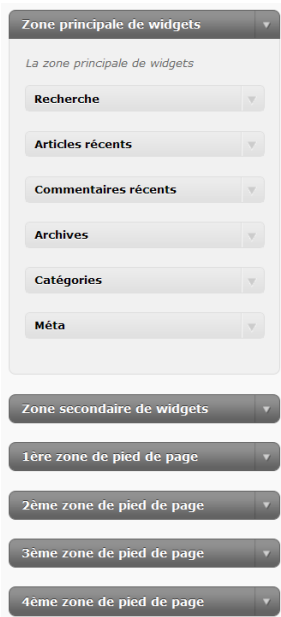 Zone principale de widgets
La zone principale de widgets
Recherche
Articles récents
Commentaires récents
Archives
Catégories
Méta
Zone secondaire de widgets
1ère zone de pied de page
2ème zone de pied de page
3ème zone de pied de page
4ème zone de pied de page